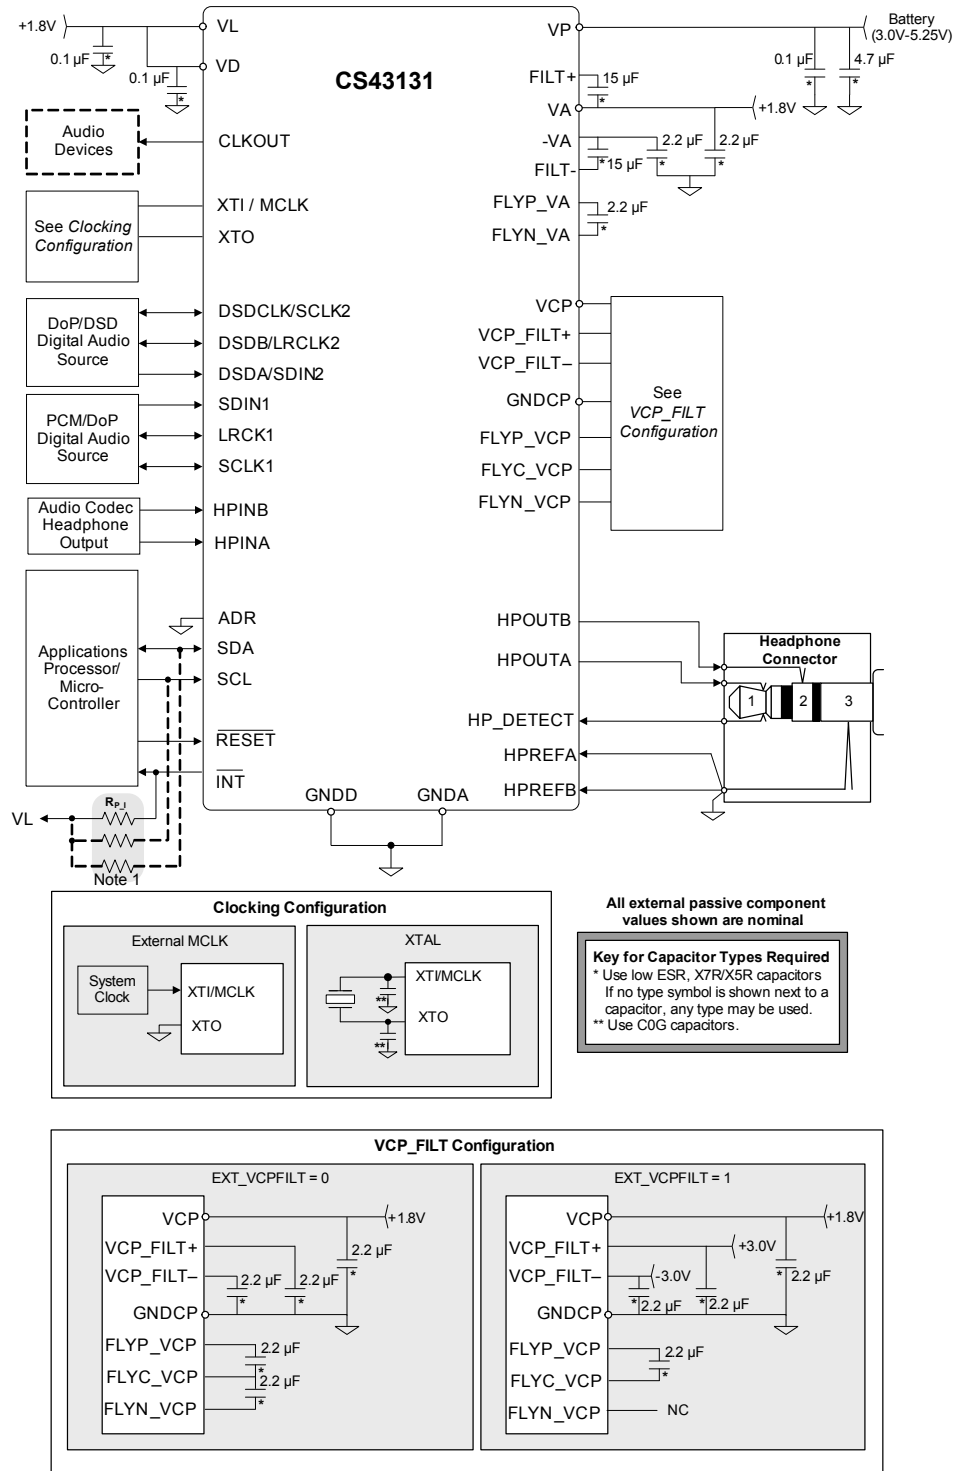 +1.8V
VL
0.1 µF
*
VD
0.1 µF
*
CS43131
VP
Battery
(3.0V-5.25V)
0.1 µF
*
4.7 µF
*
FILT+
15 µF
*
VA
+1.8V
-VA
2.2 µF
*
2.2 µF
*
*15 µF
FILT-
FLYP_VA
2.2 µF
*
FLYN_VA
Audio
Devices
CLKOUT
See Clocking
Configuration
XTI / MCLK
XTO
DoP/DSD
Digital Audio
Source
DSDCLK/SCLK2
DSDB/LRCLK2
DSDA/SDIN2
PCM/DoP
Digital Audio
Source
SDIN1
LRCK1
SCLK1
Audio Codec
Headphone
Output
HPINB
HPINA
VCP
VCP_FILT+
VCP_FILT–
GNDCP
FLYP_VCP
FLYC_VCP
FLYN_VCP
See
VCP_FILT
Configuration
Applications
Processor/
Micro-
Controller
ADR
SDA
SCL
RESET
INT
HPOUTB
HPOUTA
HP_DETECT
HPREFA
HPREFB
Headphone
Connector
1
2
3
GNDD
GNDA
VL
RP_I
Note 1
Clocking Configuration
External MCLK
System
Clock
XTI/MCLK
XTO
XTAL
XTI/MCLK
**
XTO
**
All external passive component
values shown are nominal
Key for Capacitor Types Required
* Use low ESR, X7R/X5R capacitors
If no type symbol is shown next to a
capacitor, any type may be used.
** Use C0G capacitors.
VCP_FILT Configuration
EXT_VCPFILT = 0
VCP
+1.8V
VCP_FILT+
2.2 µF
*
VCP_FILT–
2.2 µF
*
2.2 µF
*
GNDCP
FLYP_VCP
2.2 µF
*
FLYC_VCP
2.2 µF
*
FLYN_VCP
EXT_VCPFILT = 1
VCP
+1.8V
VCP_FILT+
+3.0V
VCP_FILT–
-3.0V
*
2.2 µF
*
2.2 µF
*
2.2 µF
GNDCP
FLYP_VCP
2.2 µF
*
FLYC_VCP
FLYN_VCP
NC